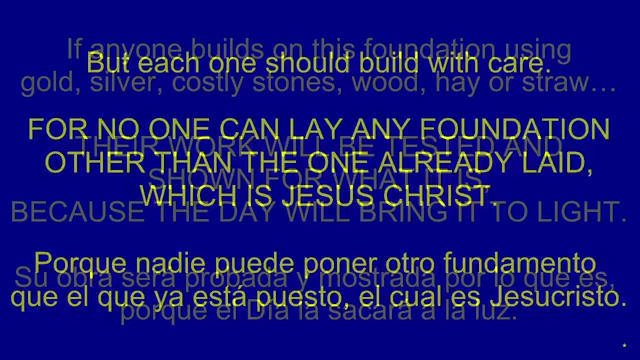 If anyone builds on this foundation using
But each one should build with care.
gold, silver, costly stones, wood, hay or straw…
FOR NO ONE CAN LAY ANY FOUNDATION
THEIR WORK WILL BE TESTED AND
OTHER THAN THE ONE ALREADY LAID,
SHOWN FOR WHAT IT IS,
WHICH IS JESUS CHRIST.
BECAUSE THE DAY WILL BRING IT TO LIGHT.
Porque nadie puede poner otro fundamento
Su obra será probada y mostrada por lo que es,
que el que ya está puesto, el cual es Jesucristo.
porque el Día la sacará a la luz.